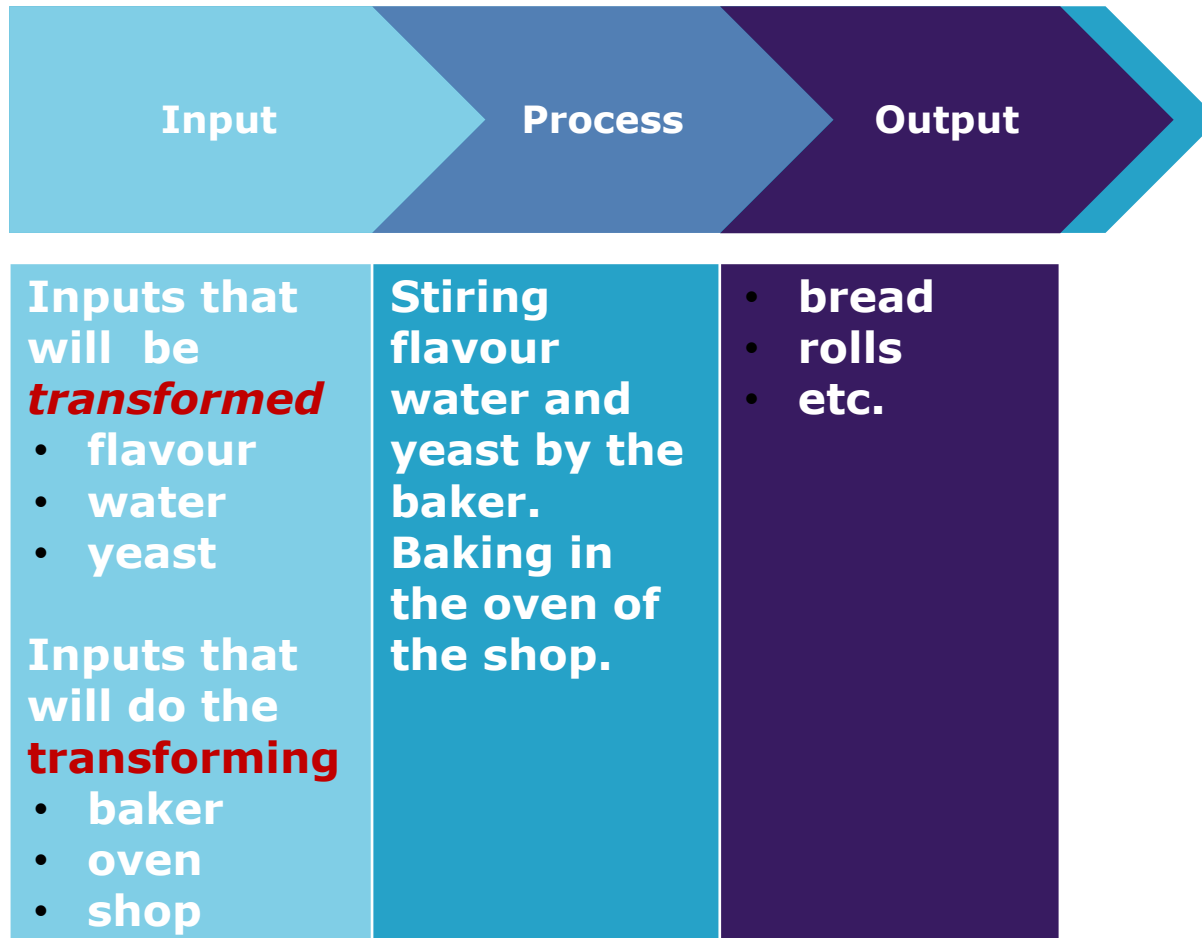 Input
Process
Output
Inputs that
will be
transformed
• flavour
• water
• yeast
Inputs that
will do the
transforming
• baker
• oven
• shop
Stiring
flavour
water and
yeast by the
baker.
Baking in
the oven of
the shop.
• bread
• rolls
• etc.